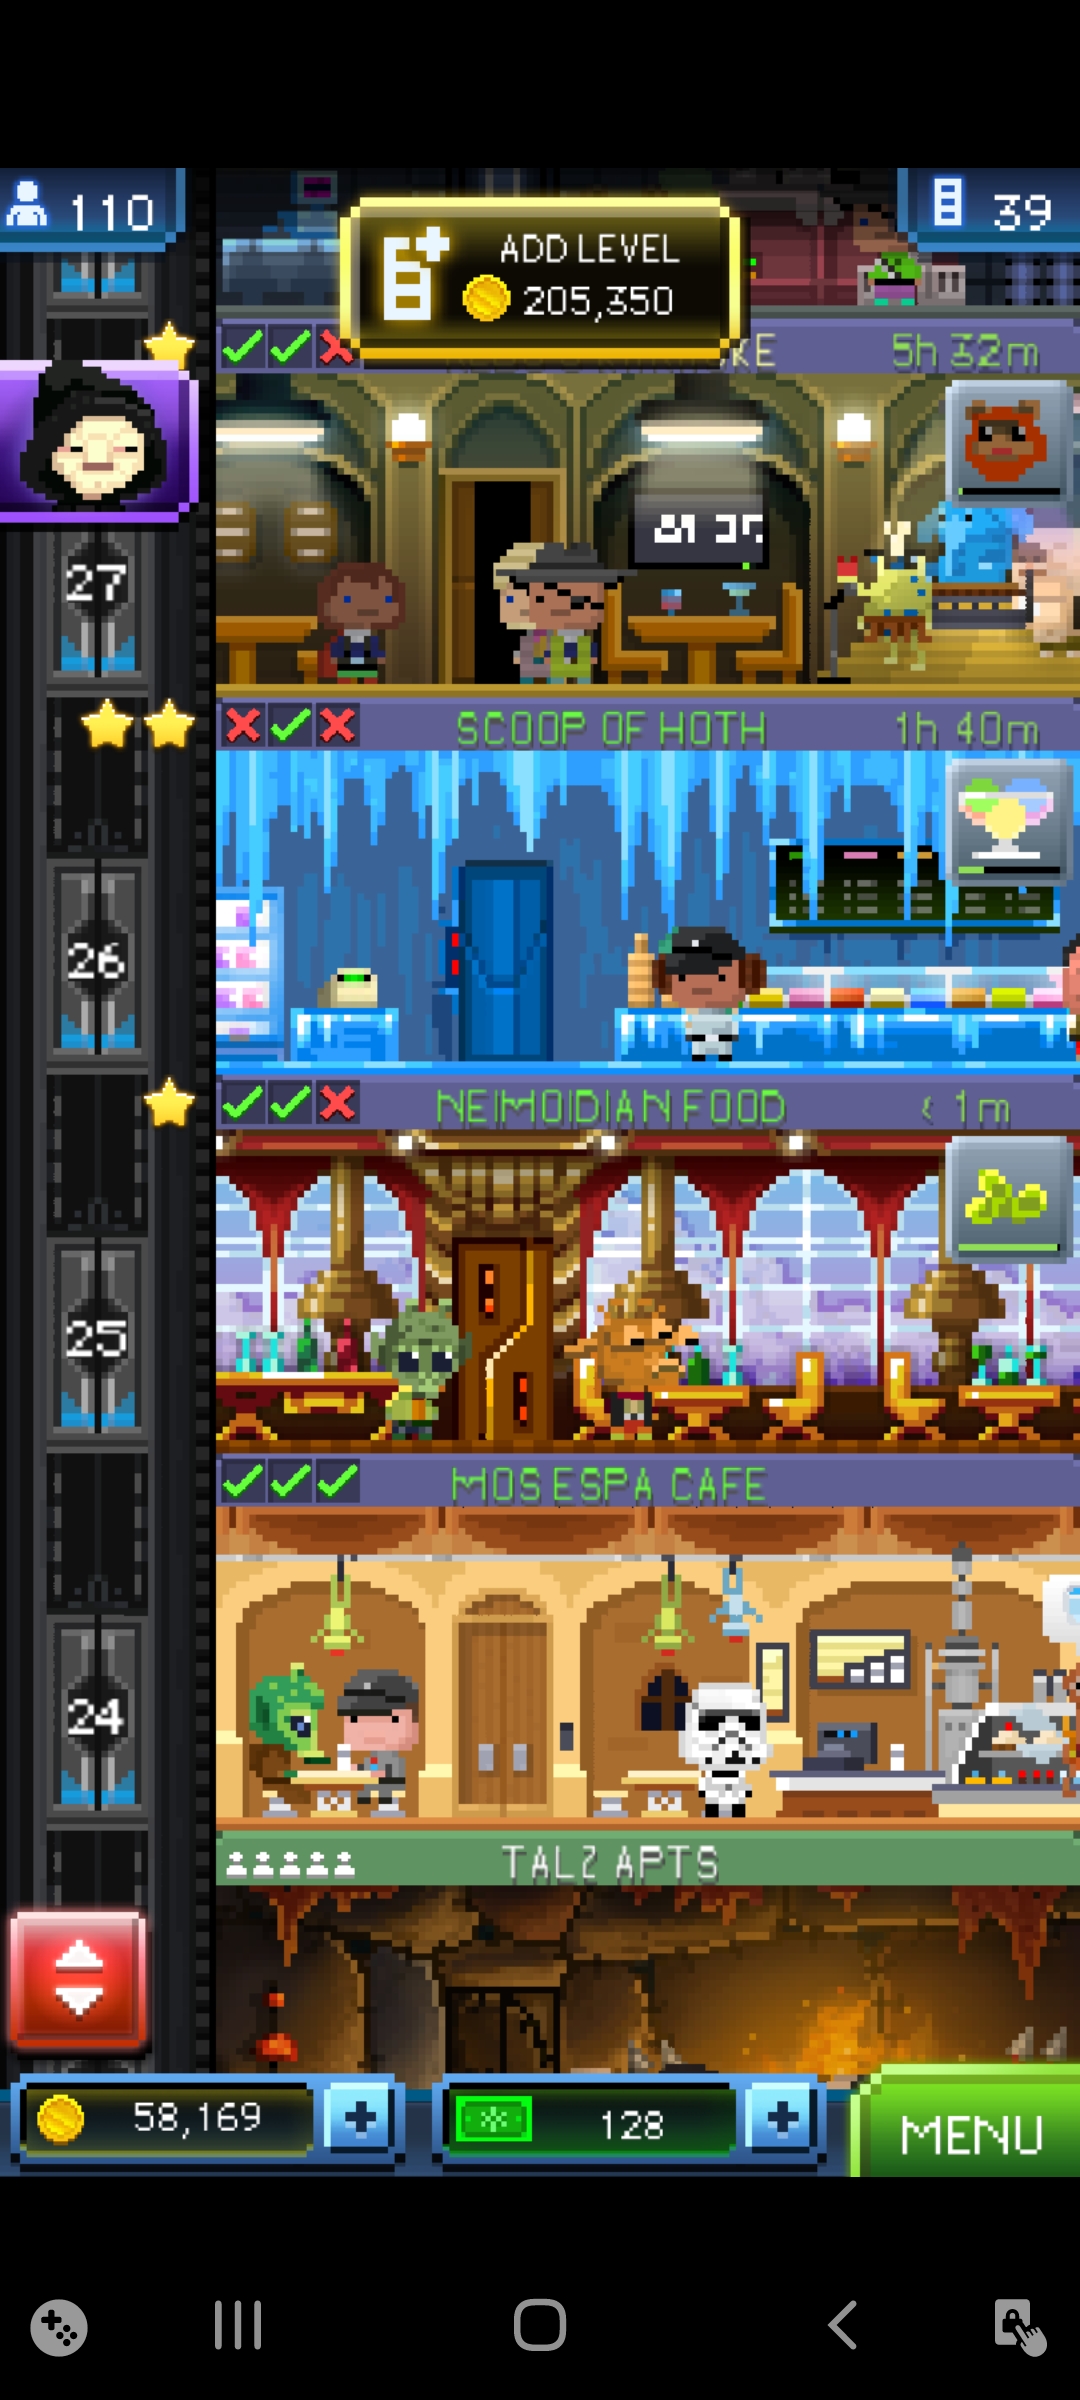 110
39
ADD LEVEL
205,350
KE
5h 32m
27
SCOOP OF HOTH
1h 40m
26
NEIMOIDIAN FOOD
< 1m
25
MOS ESPA CAFE
24
TALZ APTS
58,169
128
MENU